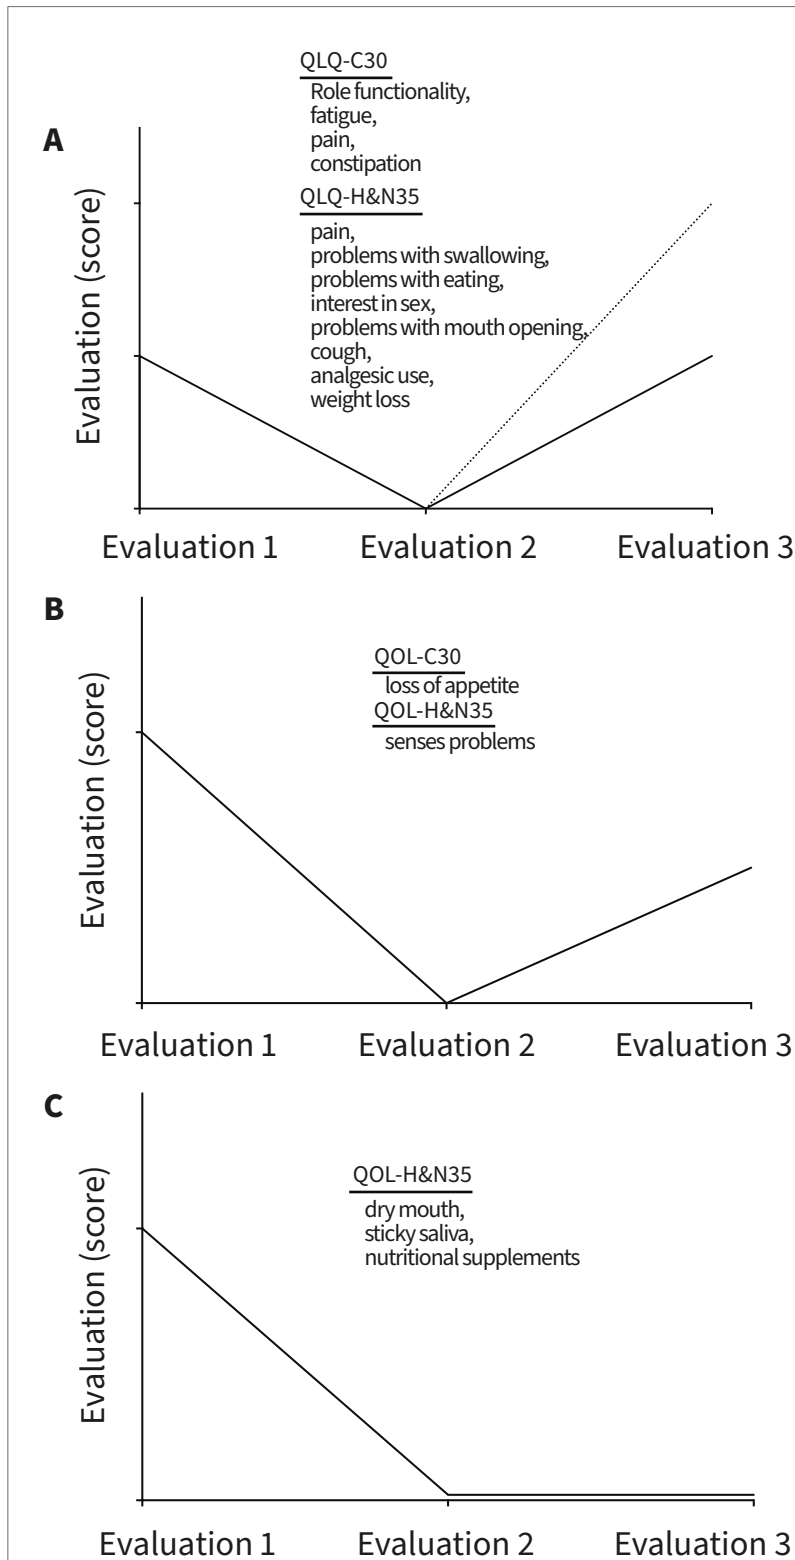 A
QLQ-C30
Role functionality,
fatigue,
pain,
constipation
QLQ-H&N35
pain,
problems with swallowing,
problems with eating,
interest in sex,
problems with mouth opening,
cough,
analgesic use,
weight loss
Evaluation (score)
Evaluation 1 Evaluation 2 Evaluation 3
B
QOL-C30
loss of appetite
QOL-H&N35
senses problems
Evaluation (score)
Evaluation 1 Evaluation 2 Evaluation 3
C
QOL-H&N35
dry mouth,
sticky saliva,
nutritional supplements
Evaluation (score)
Evaluation 1 Evaluation 2 Evaluation 3